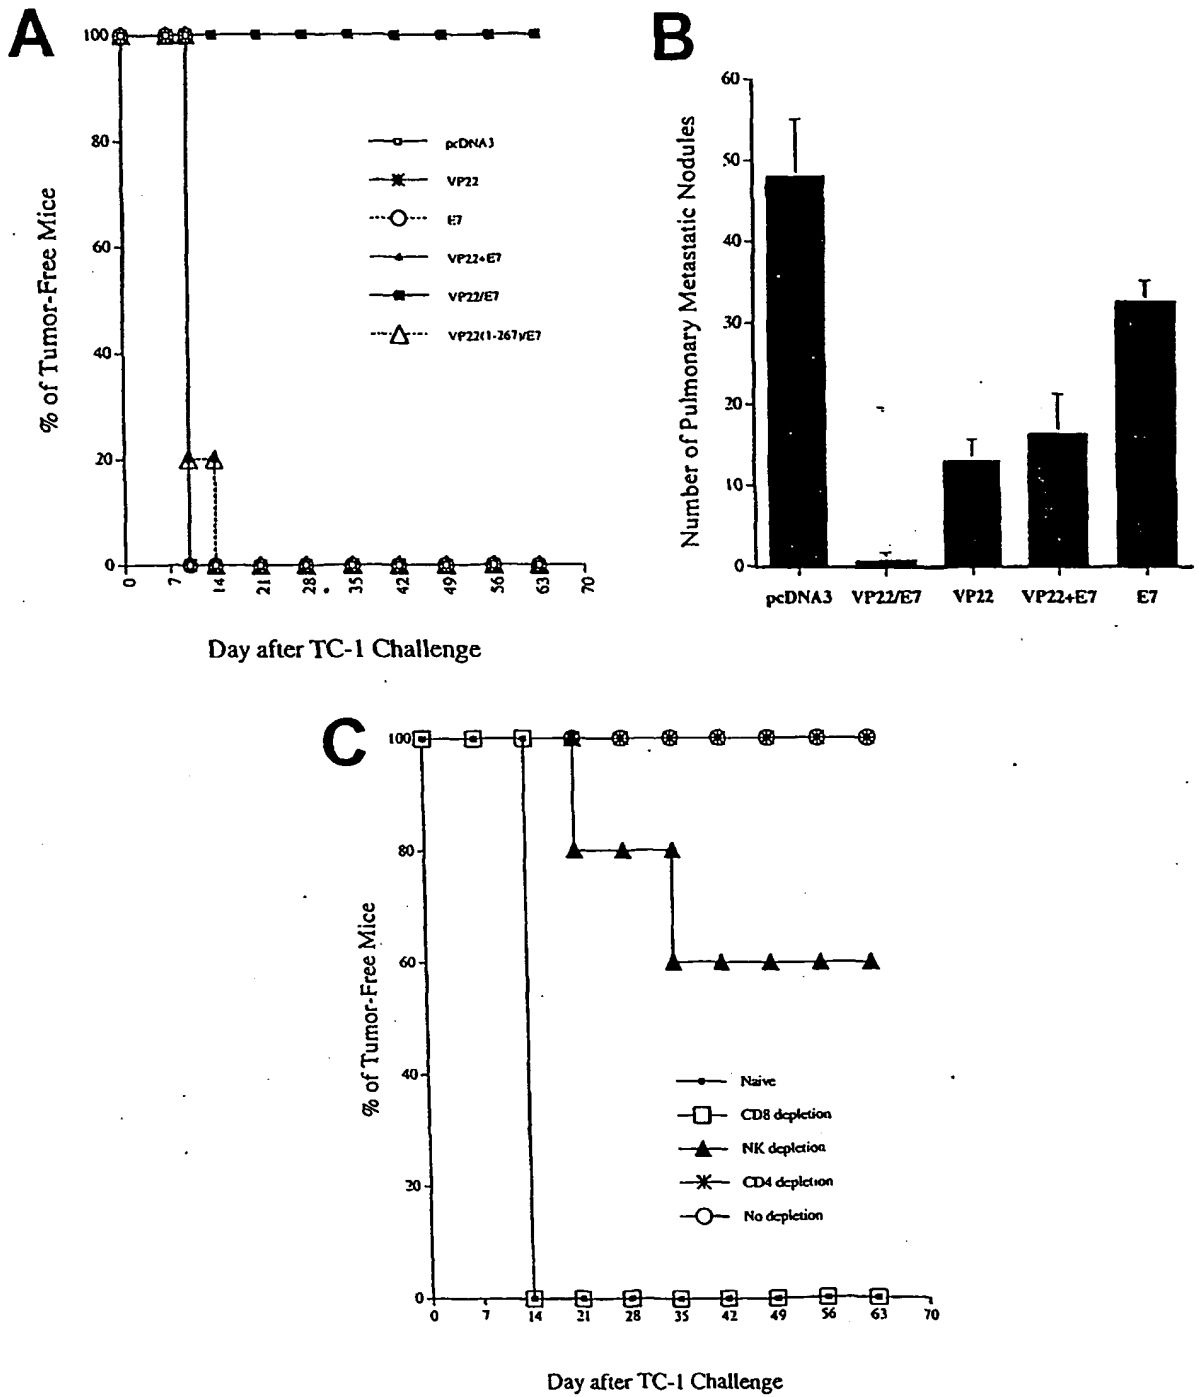 A
100
80
60
40
20
0
% of Tumor-Free Mice
pcDNA3
VP22
E7
VP22+E7
VP22/E7
VP22(1-267)/E7
0 7 14 21 28 35 42 49 56 63 70
Day after TC-1 Challenge
B
60
50
40
30
20
10
0
Number of Pulmonary Metastatic Nodules
pcDNA3 VP22/E7 VP22 VP22+E7 E7
C
100
80
60
40
20
0
% of Tumor-Free Mice
Naive
CD8 depletion
NK depletion
CD4 depletion
No depletion
0 7 14 21 28 35 42 49 56 63 70
Day after TC-1 Challenge